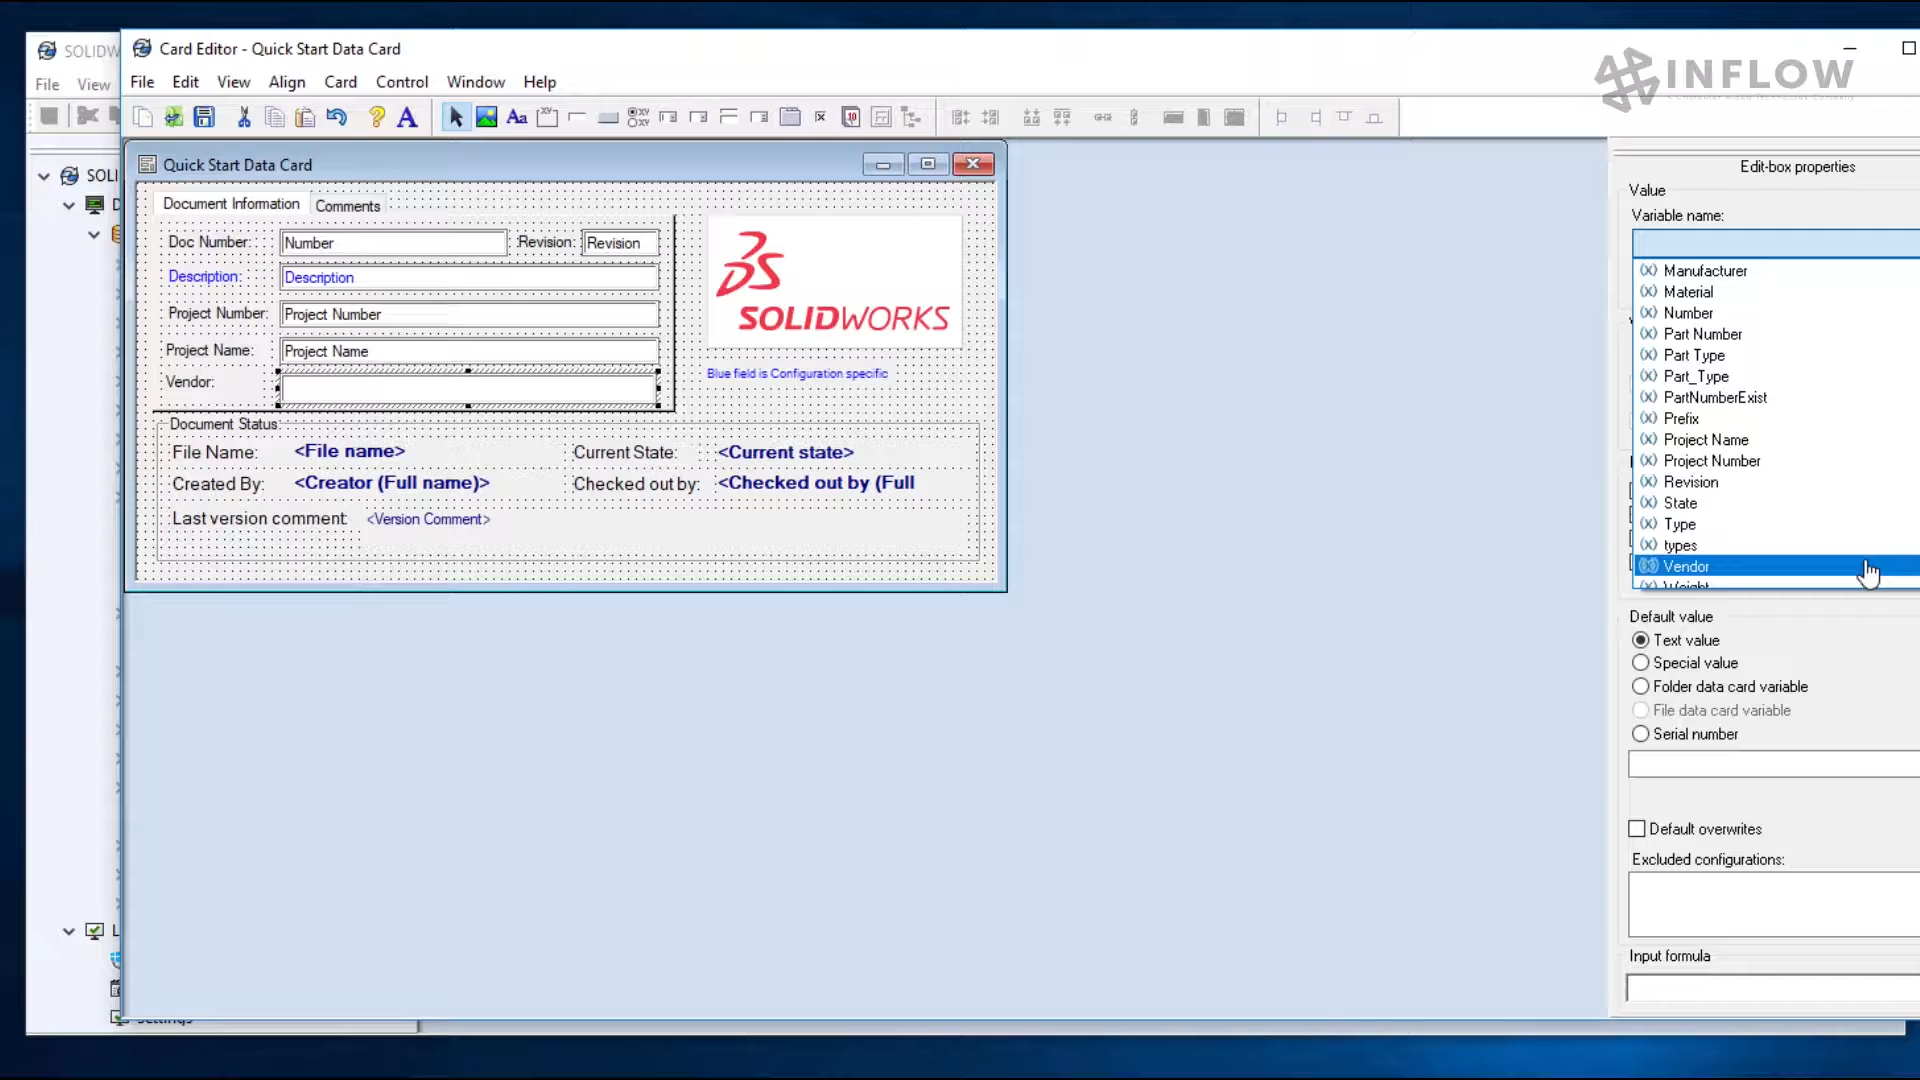 SOLIDW
Card Editor - Quick Start Data Card
INFLOW
File View
File Edit View Align Card Control Window Help
SOLI
Quick Start Data Card
Document Information
Comments
Doc Number:
Number
Revision:
Revision
Description:
Description
Project Number:
Project Number
Project Name:
Project Name
Vendor:
SOLIDWORKS
Blue field is Configuration specific
Document Status:
File Name:
<File name>
Current State:
<Current state>
Created By:
<Creator (Full name)>
Checked out by:
<Checked out by (Full
Last version comment:
<Version Comment>
Edit-box properties
Value
Variable name:
Manufacturer
Material
Number
Part Number
Part Type
Part_Type
PartNumberExist
Prefix
Project Name
Project Number
Revision
State
Type
types
Vendor
Weight
Default value
Text value
Special value
Folder data card variable
File data card variable
Serial number
Default overwrites
Excluded configurations:
Input formula
Settings